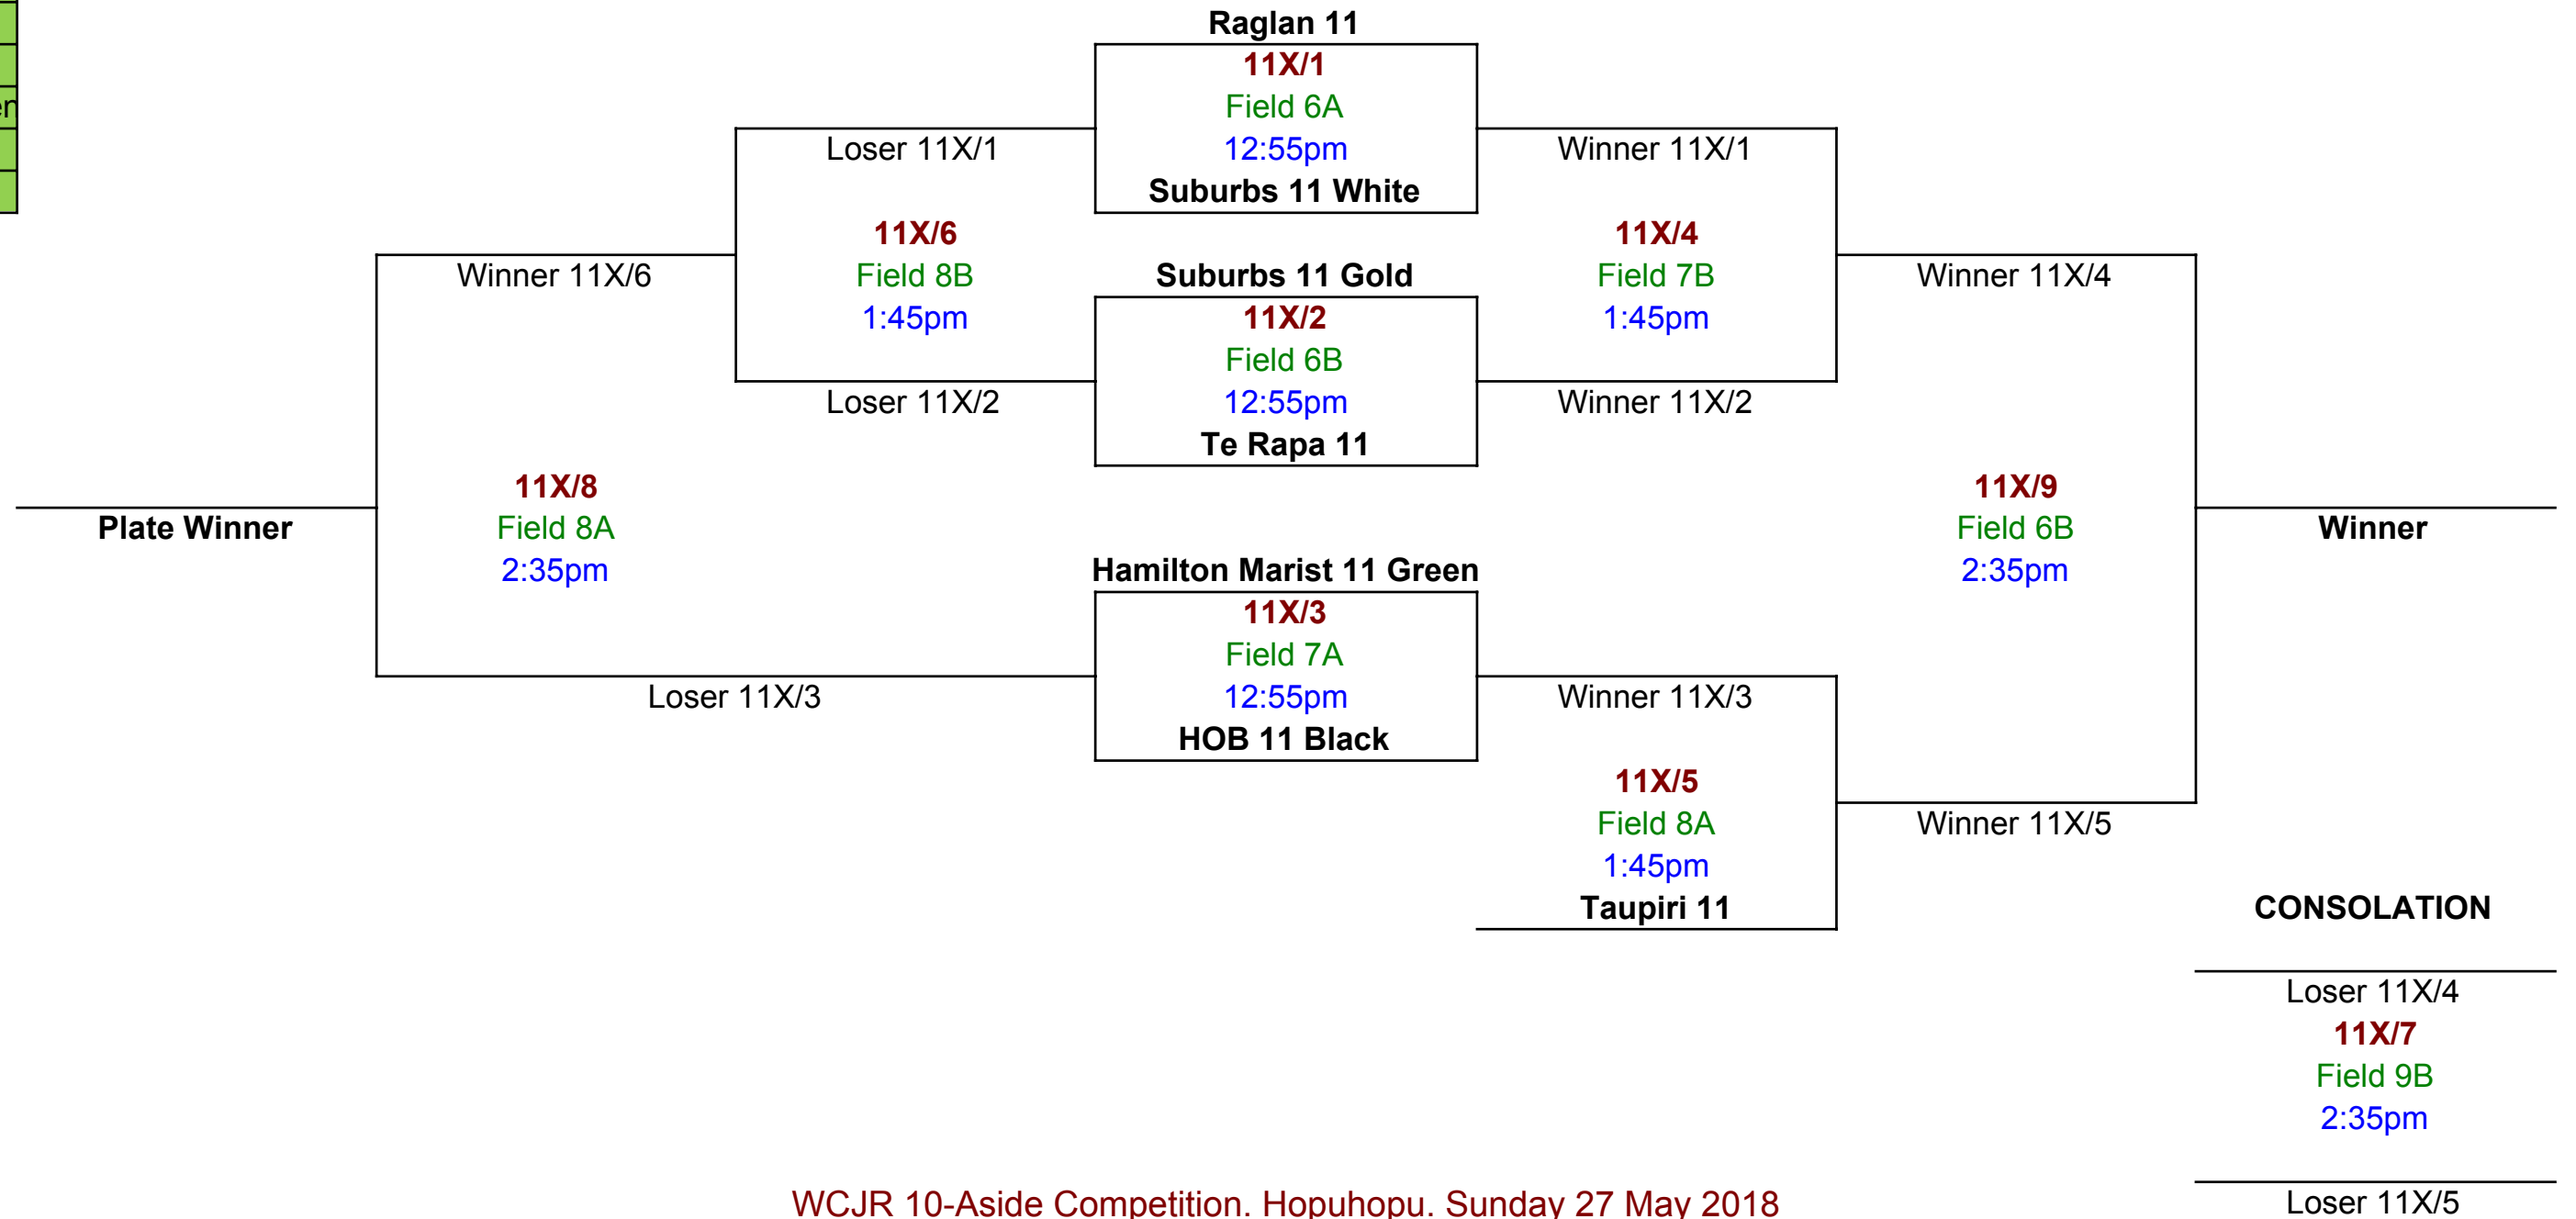 Raglan 11
11X/1
Field 6A
12:55pm
Suburbs 11 White
Loser 11X/1
Winner 11X/1
11X/6
Field 8B
1:45pm
11X/4
Field 7B
1:45pm
Winner 11X/6
Suburbs 11 Gold
11X/2
Field 6B
12:55pm
Te Rapa 11
Winner 11X/4
Loser 11X/2
Winner 11X/2
11X/8
Field 8A
2:35pm
Plate Winner
11X/9
Field 6B
2:35pm
Winner
Hamilton Marist 11 Green
11X/3
Field 7A
12:55pm
HOB 11 Black
Loser 11X/3
Winner 11X/3
11X/5
Field 8A
1:45pm
Taupiri 11
Winner 11X/5
CONSOLATION
Loser 11X/4
11X/7
Field 9B
2:35pm
Loser 11X/5
WCJR 10-Aside Competition. Hopuhopu. Sunday 27 May 2018